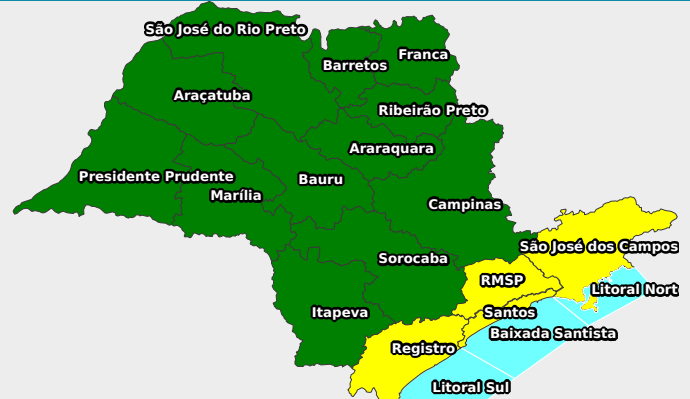 São José do Rio Preto
Franca
Barretos
Araçatuba
Ribeirão Preto
Araraquara
Presidente Prudente
Bauru
Marília
Campinas
São José dos Campos
Sorocaba
RMSP
Litoral Nort
Itapeva
Santos
Baixada Santista
Registro
Litoral Sul